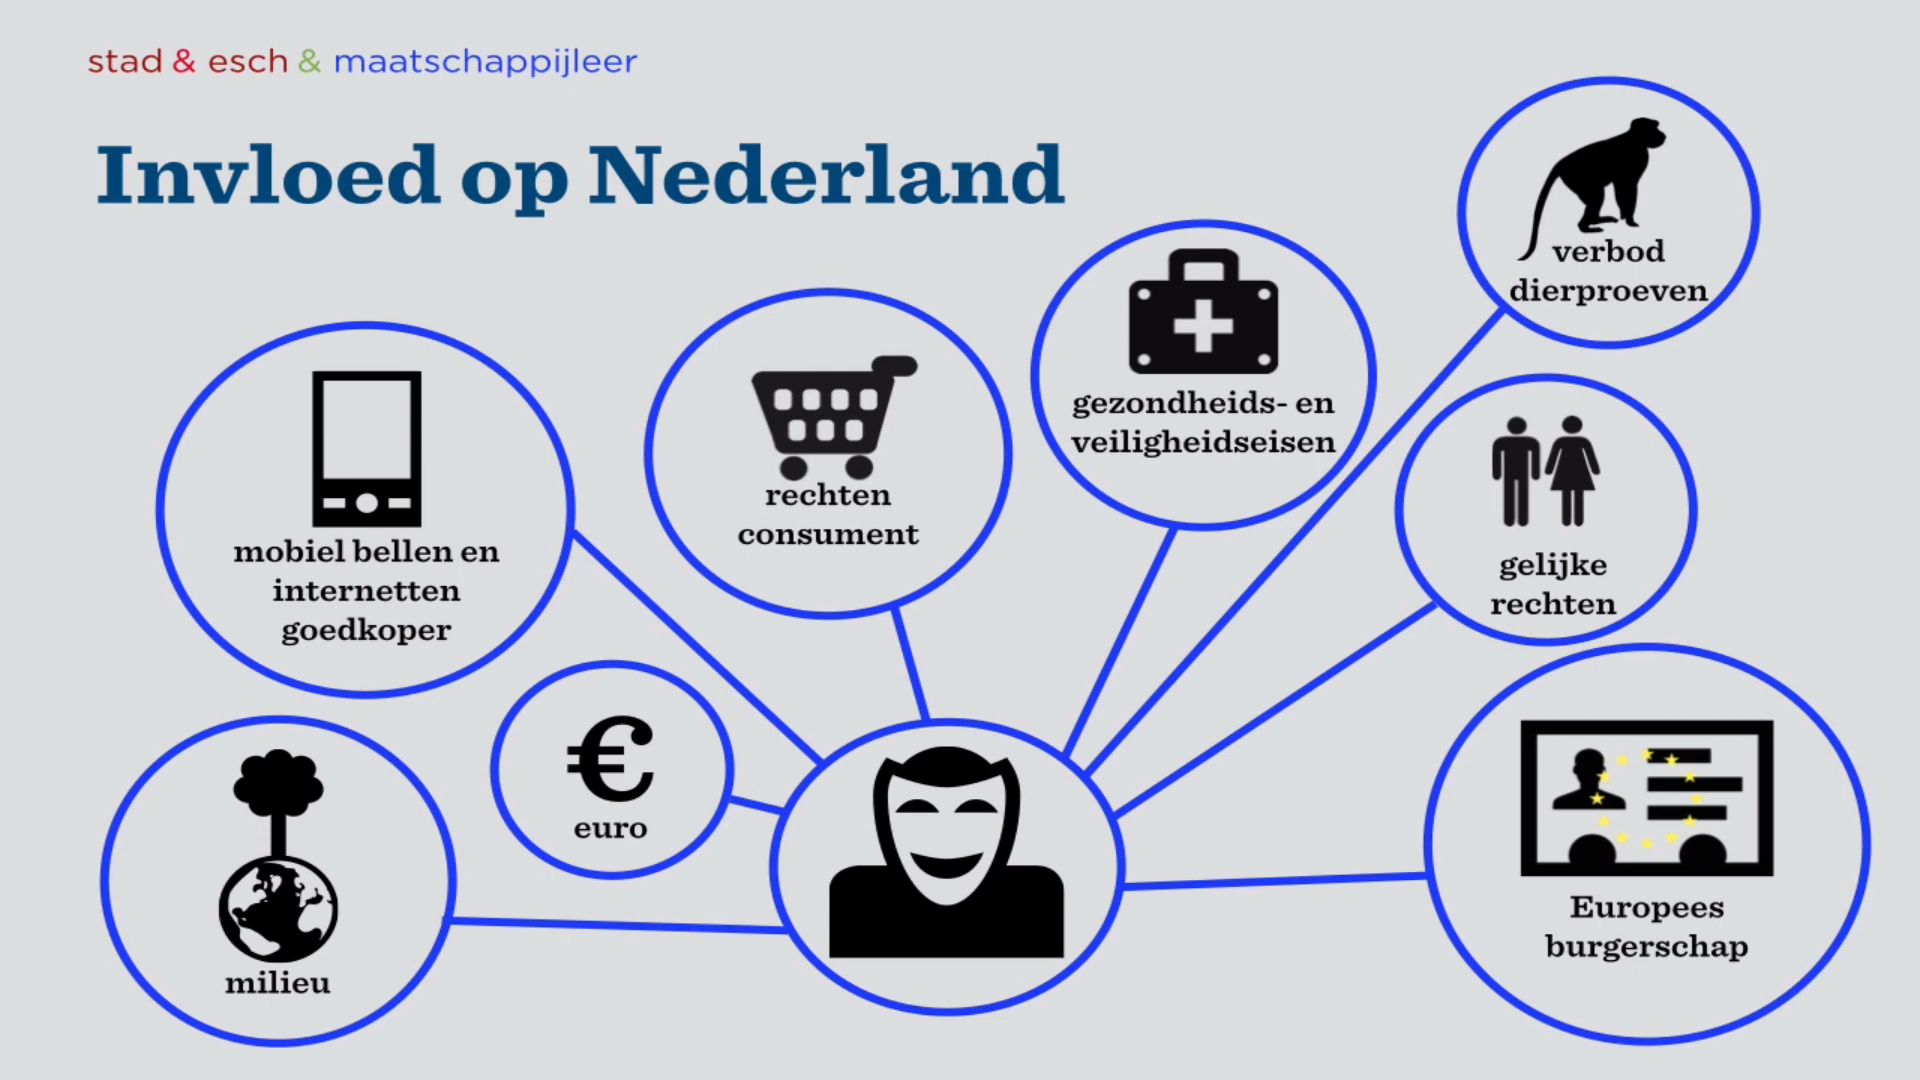 stad & esch & maatschappijleer
Invloed op Nederland
verbod
dierproeven
gezondheids- en
veiligheidseisen
rechten
consument
mobiel bellen en
internetten
goedkoper
gelijke
rechten
€
euro
milieu
Europees
burgerschap